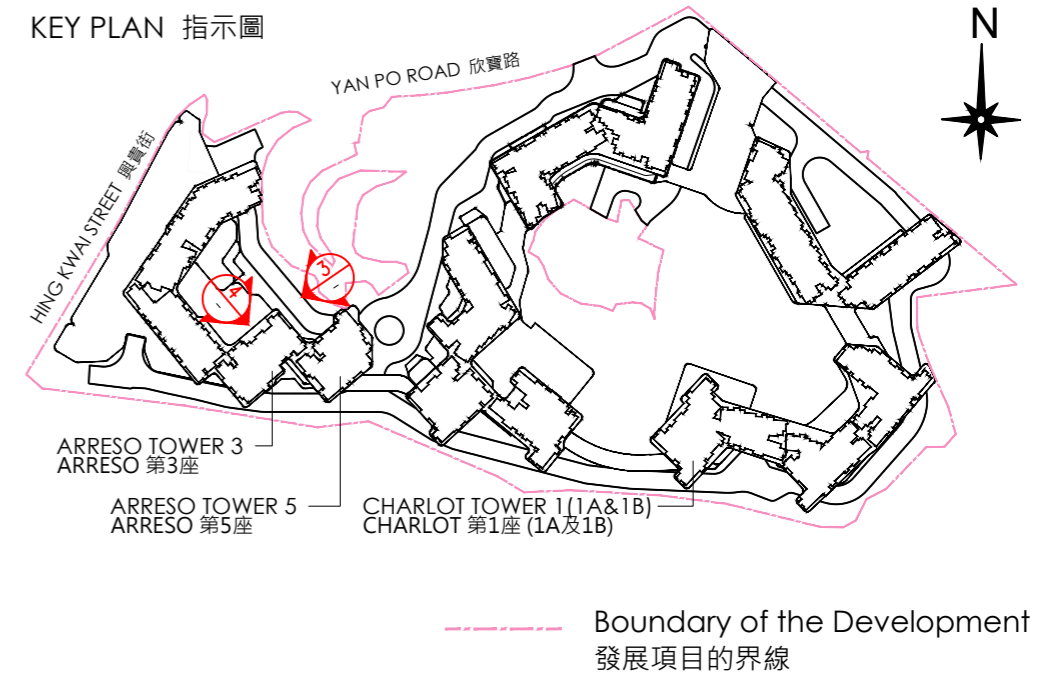 KEY PLAN 指示圖
N
YAN PO ROAD 欣寶路
HING KWAI STREET 興貴街
3
-
4
-
ARRESO TOWER 3
ARRESO 第3座
ARRESO TOWER 5
ARRESO 第5座
CHARLOT TOWER 1(1A&1B)
CHARLOT 第1座 (1A及1B)
Boundary of the Development
發展項目的界線